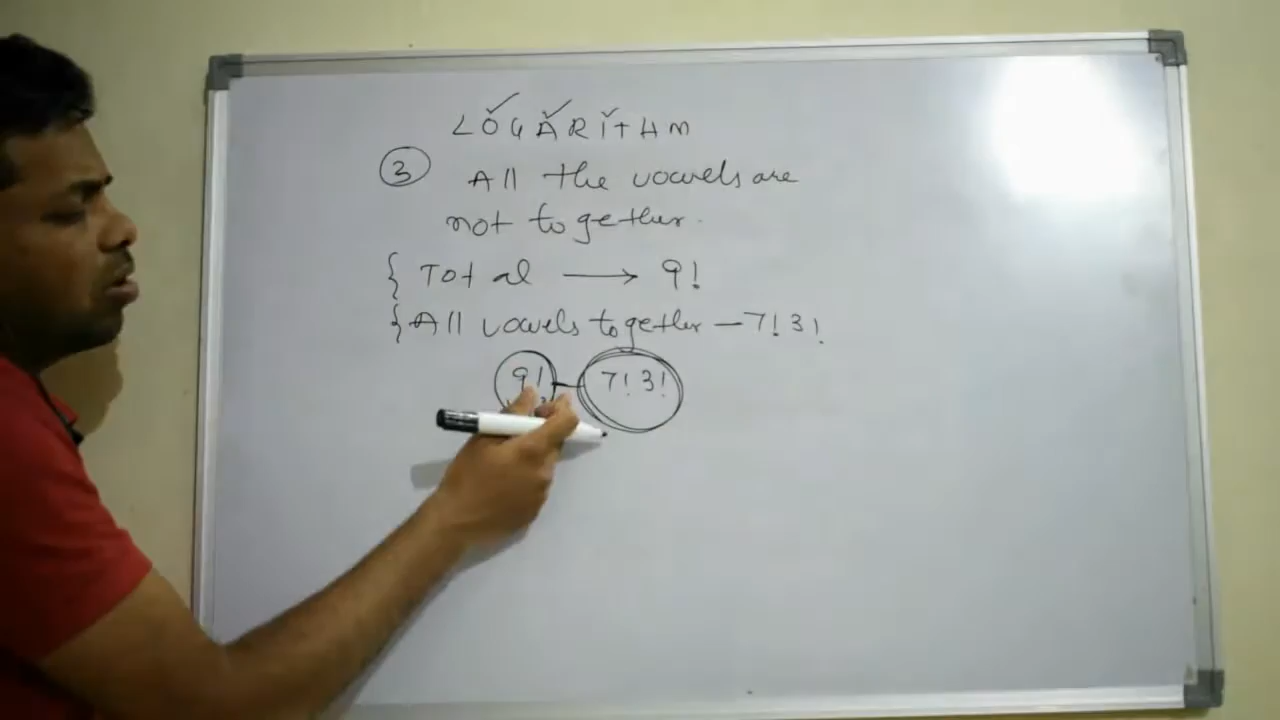 LOGARITHM
3 All the vowels are
not together.
{ Total → 9!
{ All vowels together — 7! 3!
9! - 7! 3!